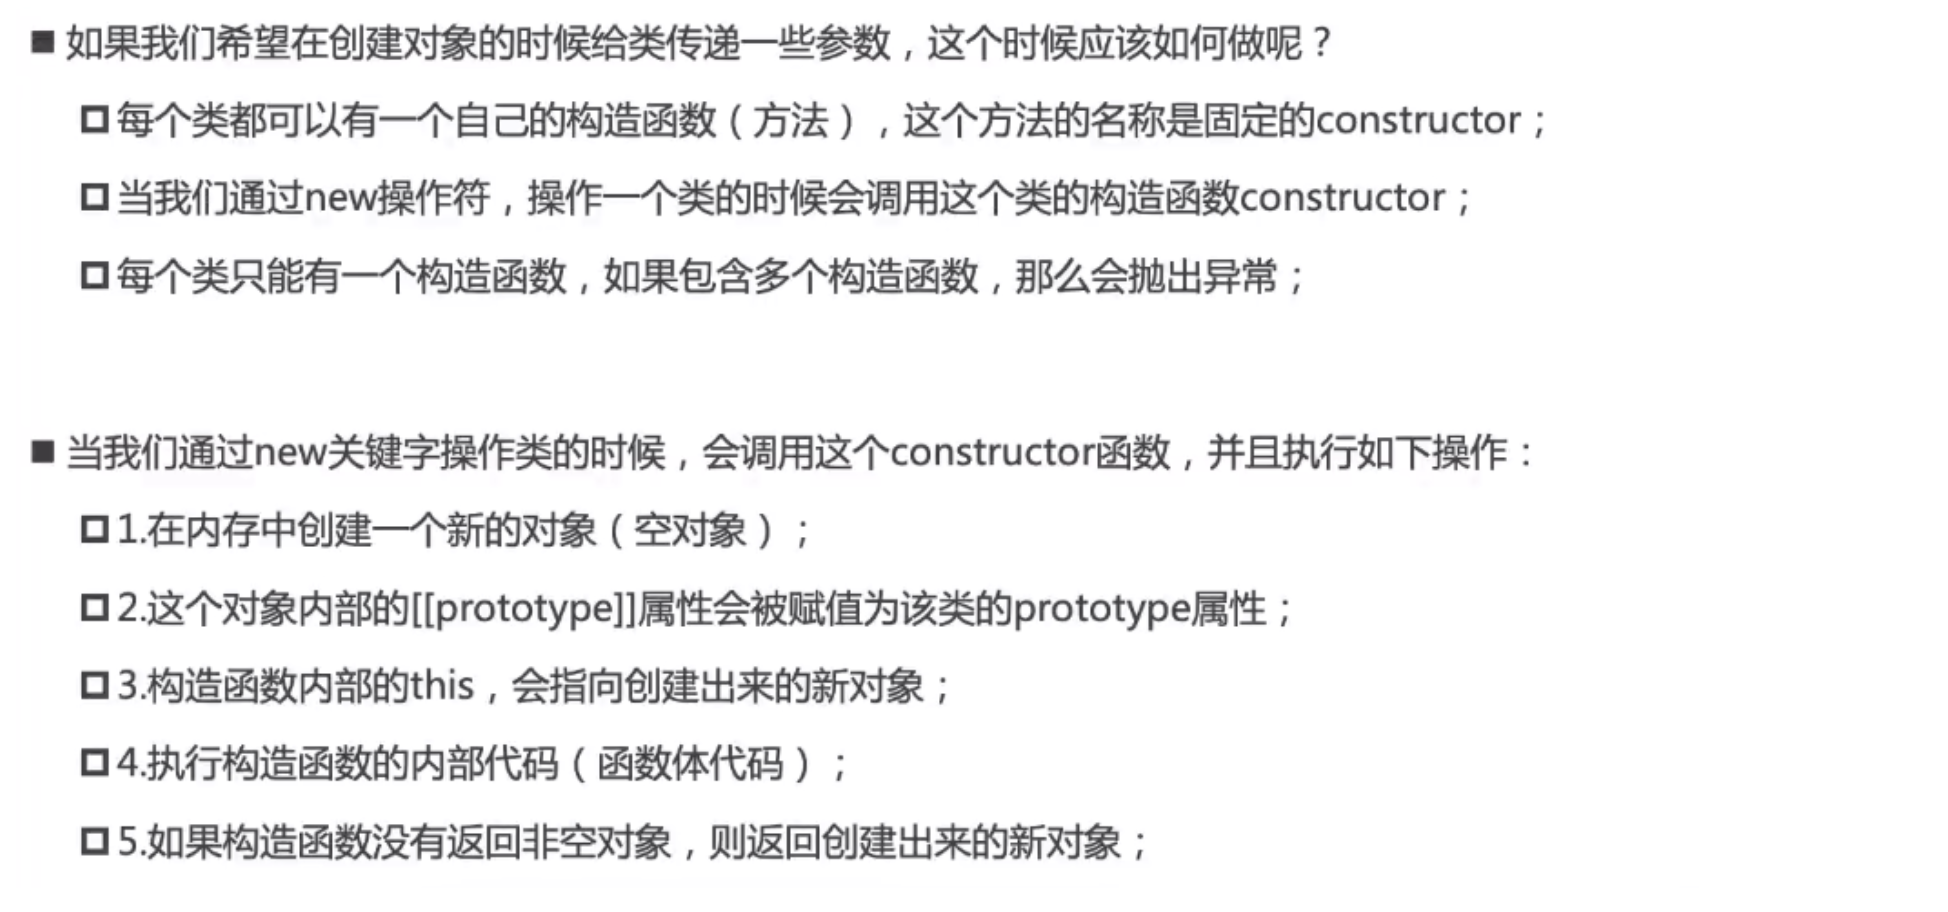 ■ 如果我们希望在创建对象的时候给类传递一些参数，这个时候应该如何做呢？
□ 每个类都可以有一个自己的构造函数（方法），这个方法的名称是固定的constructor；
□ 当我们通过new操作符，操作一个类的时候会调用这个类的构造函数constructor；
□ 每个类只能有一个构造函数，如果包含多个构造函数，那么会抛出异常；
■ 当我们通过new关键字操作类的时候，会调用这个constructor函数，并且执行如下操作：
□ 1.在内存中创建一个新的对象（空对象）；
□ 2.这个对象内部的[[prototype]]属性会被赋值为该类的prototype属性；
□ 3.构造函数内部的this，会指向创建出来的新对象；
□ 4.执行构造函数的内部代码（函数体代码）；
□ 5.如果构造函数没有返回非空对象，则返回创建出来的新对象；